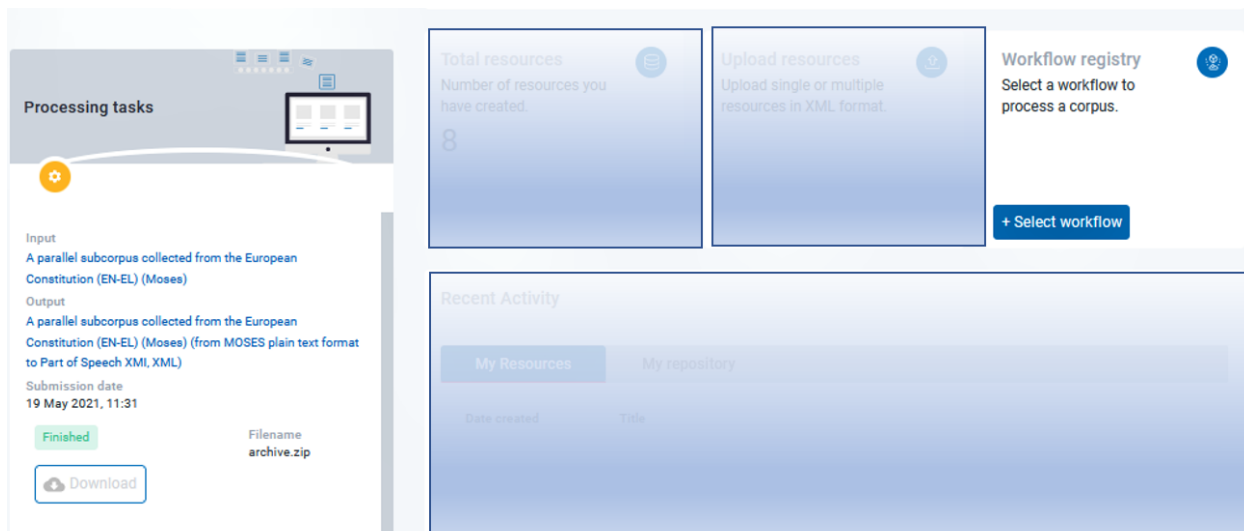 Processing tasks
Input
A parallel subcorpus collected from the European
Constitution (EN-EL) (Moses)
Output
A parallel subcorpus collected from the European
Constitution (EN-EL) (Moses) (from MOSES plain text format
to Part of Speech XMI, XML)
Submission date
19 May 2021, 11:31
Finished
Filename
archive.zip
Download
Total resources
Number of resources you
have created.
8
Upload resources
Upload single or multiple
resources in XML format.
Workflow registry
Select a workflow to
process a corpus.
+ Select workflow
Recent Activity
My Resources
My repository
Date created
Title